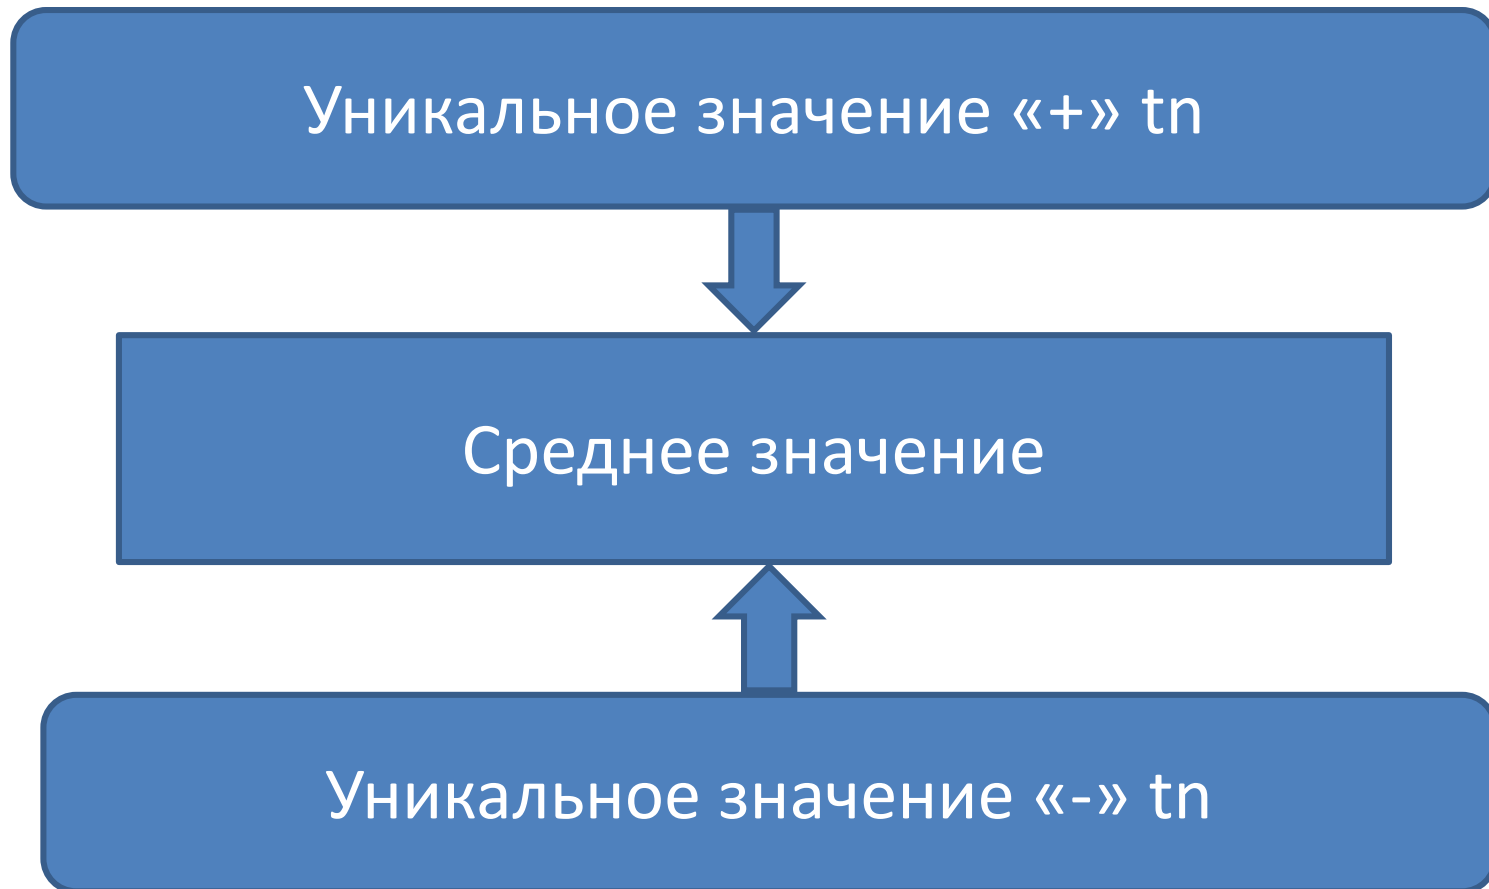 Уникальное значение «+» tn
Среднее значение
Уникальное значение «-» tn